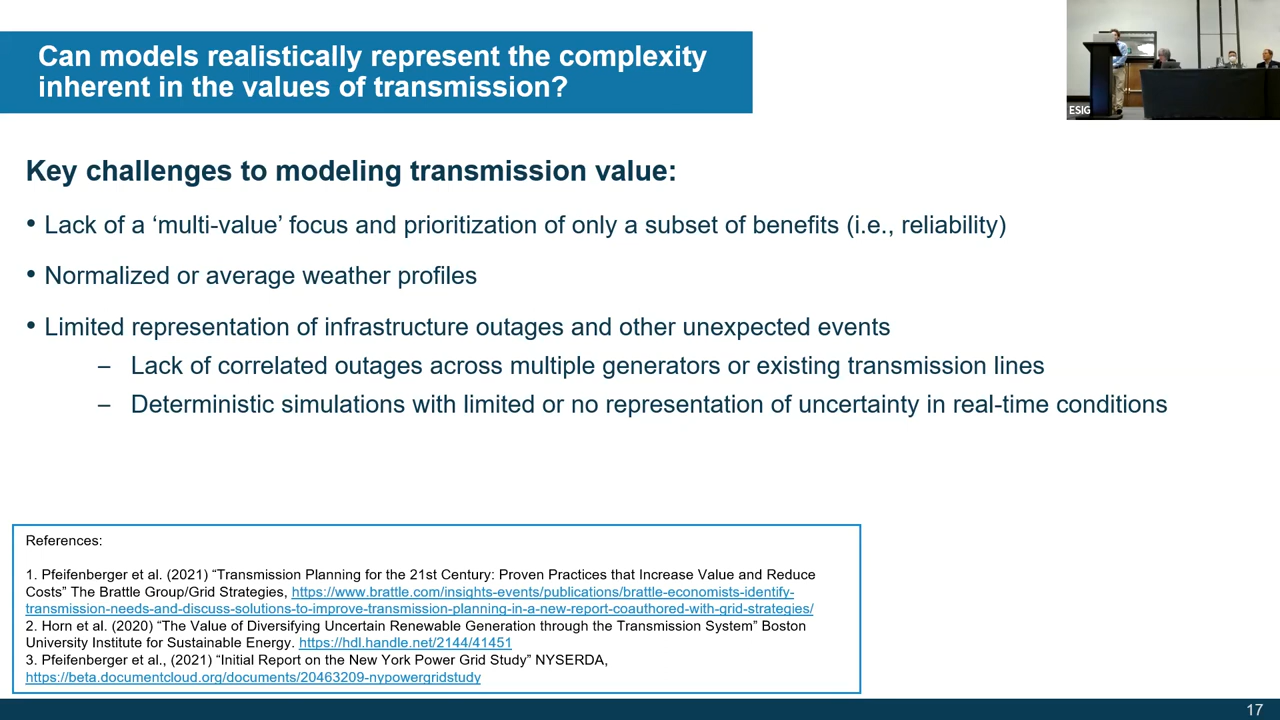 Can models realistically represent the complexity
inherent in the values of transmission?
ESIG
Key challenges to modeling transmission value:
• Lack of a ‘multi-value’ focus and prioritization of only a subset of benefits (i.e., reliability)
• Normalized or average weather profiles
• Limited representation of infrastructure outages and other unexpected events
– Lack of correlated outages across multiple generators or existing transmission lines
– Deterministic simulations with limited or no representation of uncertainty in real-time conditions
References:
1. Pfeifenberger et al. (2021) “Transmission Planning for the 21st Century: Proven Practices that Increase Value and Reduce
Costs” The Brattle Group/Grid Strategies, https://www.brattle.com/insights-events/publications/brattle-economists-identify-
transmission-needs-and-discuss-solutions-to-improve-transmission-planning-in-a-new-report-coauthored-with-grid-strategies/
2. Horn et al. (2020) “The Value of Diversifying Uncertain Renewable Generation through the Transmission System” Boston
University Institute for Sustainable Energy. https://hdl.handle.net/2144/41451
3. Pfeifenberger et al., (2021) “Initial Report on the New York Power Grid Study” NYSERDA,
https://beta.documentcloud.org/documents/20463209-nypowergridstudy
17